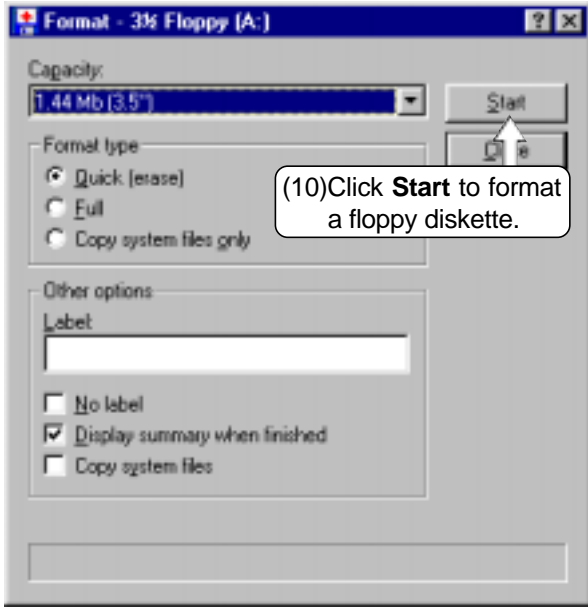 Format - 3½ Floppy (A:)
Capacity:
1.44 Mb (3.5")
Start
Format type
Quick (erase)
(10)Click Start to format
a floppy diskette.
Full
Copy system files only
Other options
Label:
No label
Display summary when finished
Copy system files